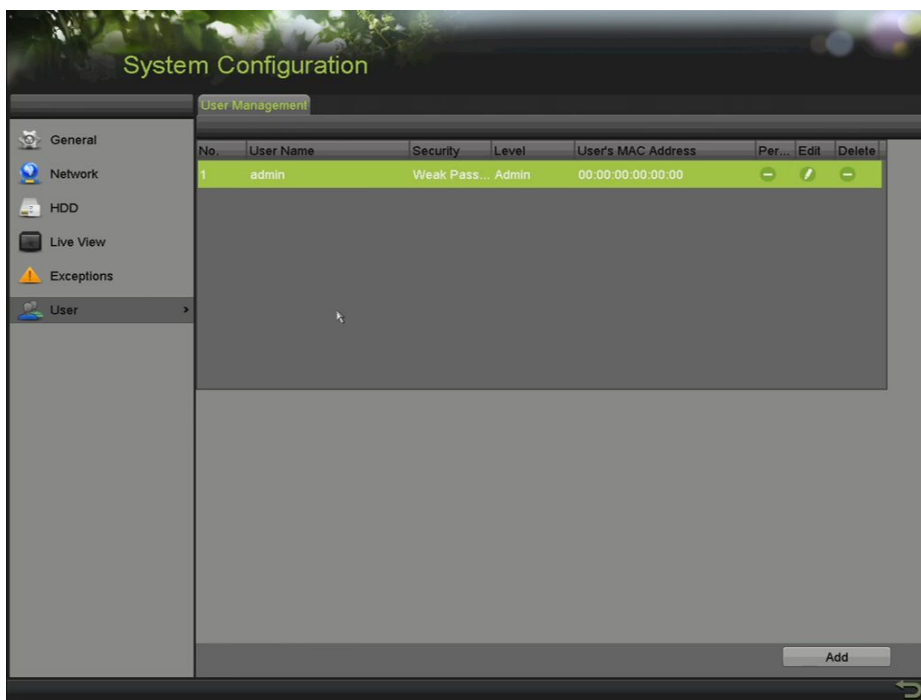 System Configuration
User Management
General
Network
HDD
Live View
Exceptions
User
No. User Name Security Level User's MAC Address Per... Edit Delete
1 admin Weak Pass... Admin 00:00:00:00:00:00
Add